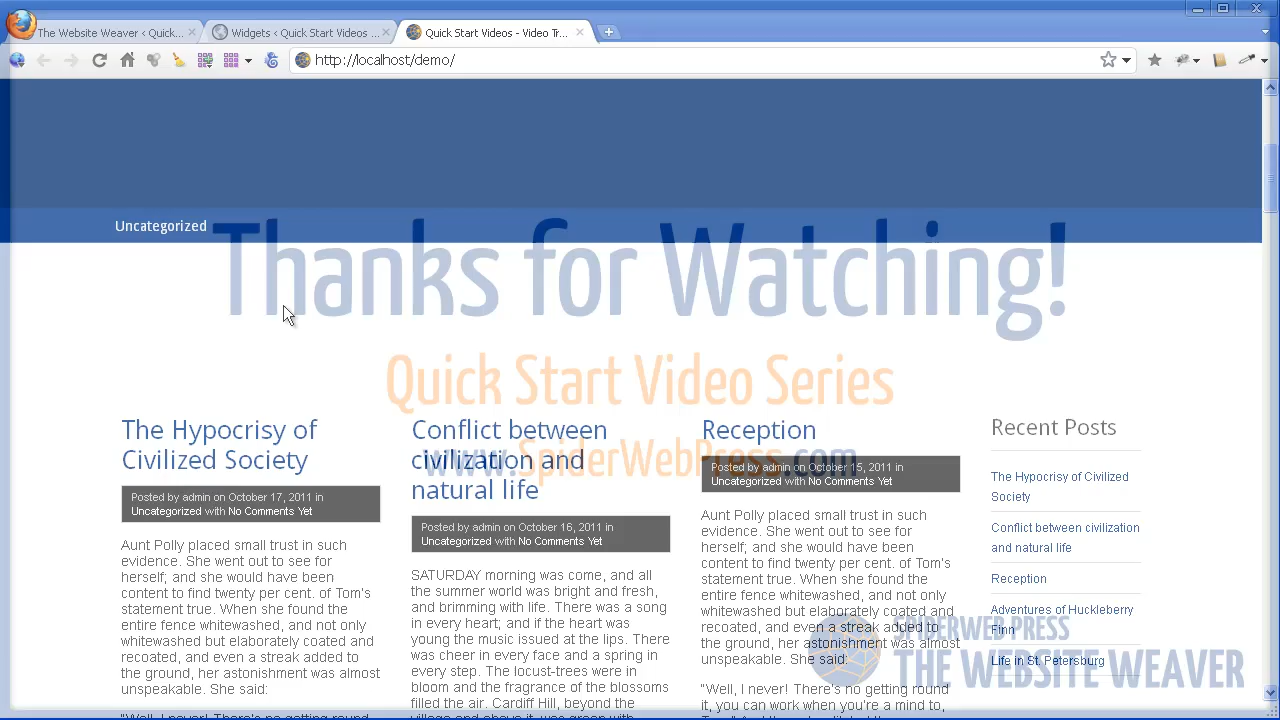 The Website Weaver ‹ Quick...
Widgets ‹ Quick Start Videos ...
Quick Start Videos - Video Tr...
http://localhost/demo/
Uncategorized
Thanks for Watching!
Quick Start Video Series
www.SpiderWebPress.com
The Hypocrisy of
Civilized Society
Posted by admin on October 17, 2011 in
Uncategorized with No Comments Yet
Aunt Polly placed small trust in such
evidence. She went out to see for
herself; and she would have been
content to find twenty per cent. of Tom's
statement true. When she found the
entire fence whitewashed, and not only
whitewashed but elaborately coated and
recoated, and even a streak added to
the ground, her astonishment was almost
unspeakable. She said:
"Well, I never! There's no getting round
Conflict between
civilization and
natural life
Posted by admin on October 16, 2011 in
Uncategorized with No Comments Yet
SATURDAY morning was come, and all
the summer world was bright and fresh,
and brimming with life. There was a song
in every heart; and if the heart was
young the music issued at the lips. There
was cheer in every face and a spring in
every step. The locust-trees were in
bloom and the fragrance of the blossoms
filled the air. Cardiff Hill, beyond the
village and above it, was green with
Reception
Posted by admin on October 15, 2011 in
Uncategorized with No Comments Yet
Aunt Polly placed small trust in such
evidence. She went out to see for
herself; and she would have been
content to find twenty per cent. of Tom's
statement true. When she found the
entire fence whitewashed, and not only
whitewashed but elaborately coated and
recoated, and even a streak added to
the ground, her astonishment was almost
unspeakable. She said:
"Well, I never! There's no getting round
it, you can work when you're a mind to,
Recent Posts
The Hypocrisy of Civilized
Society
Conflict between civilization
and natural life
Reception
Adventures of Huckleberry
Finn
Life in St. Petersburg
SPIDERWEB PRESS
THE WEBSITE WEAVER